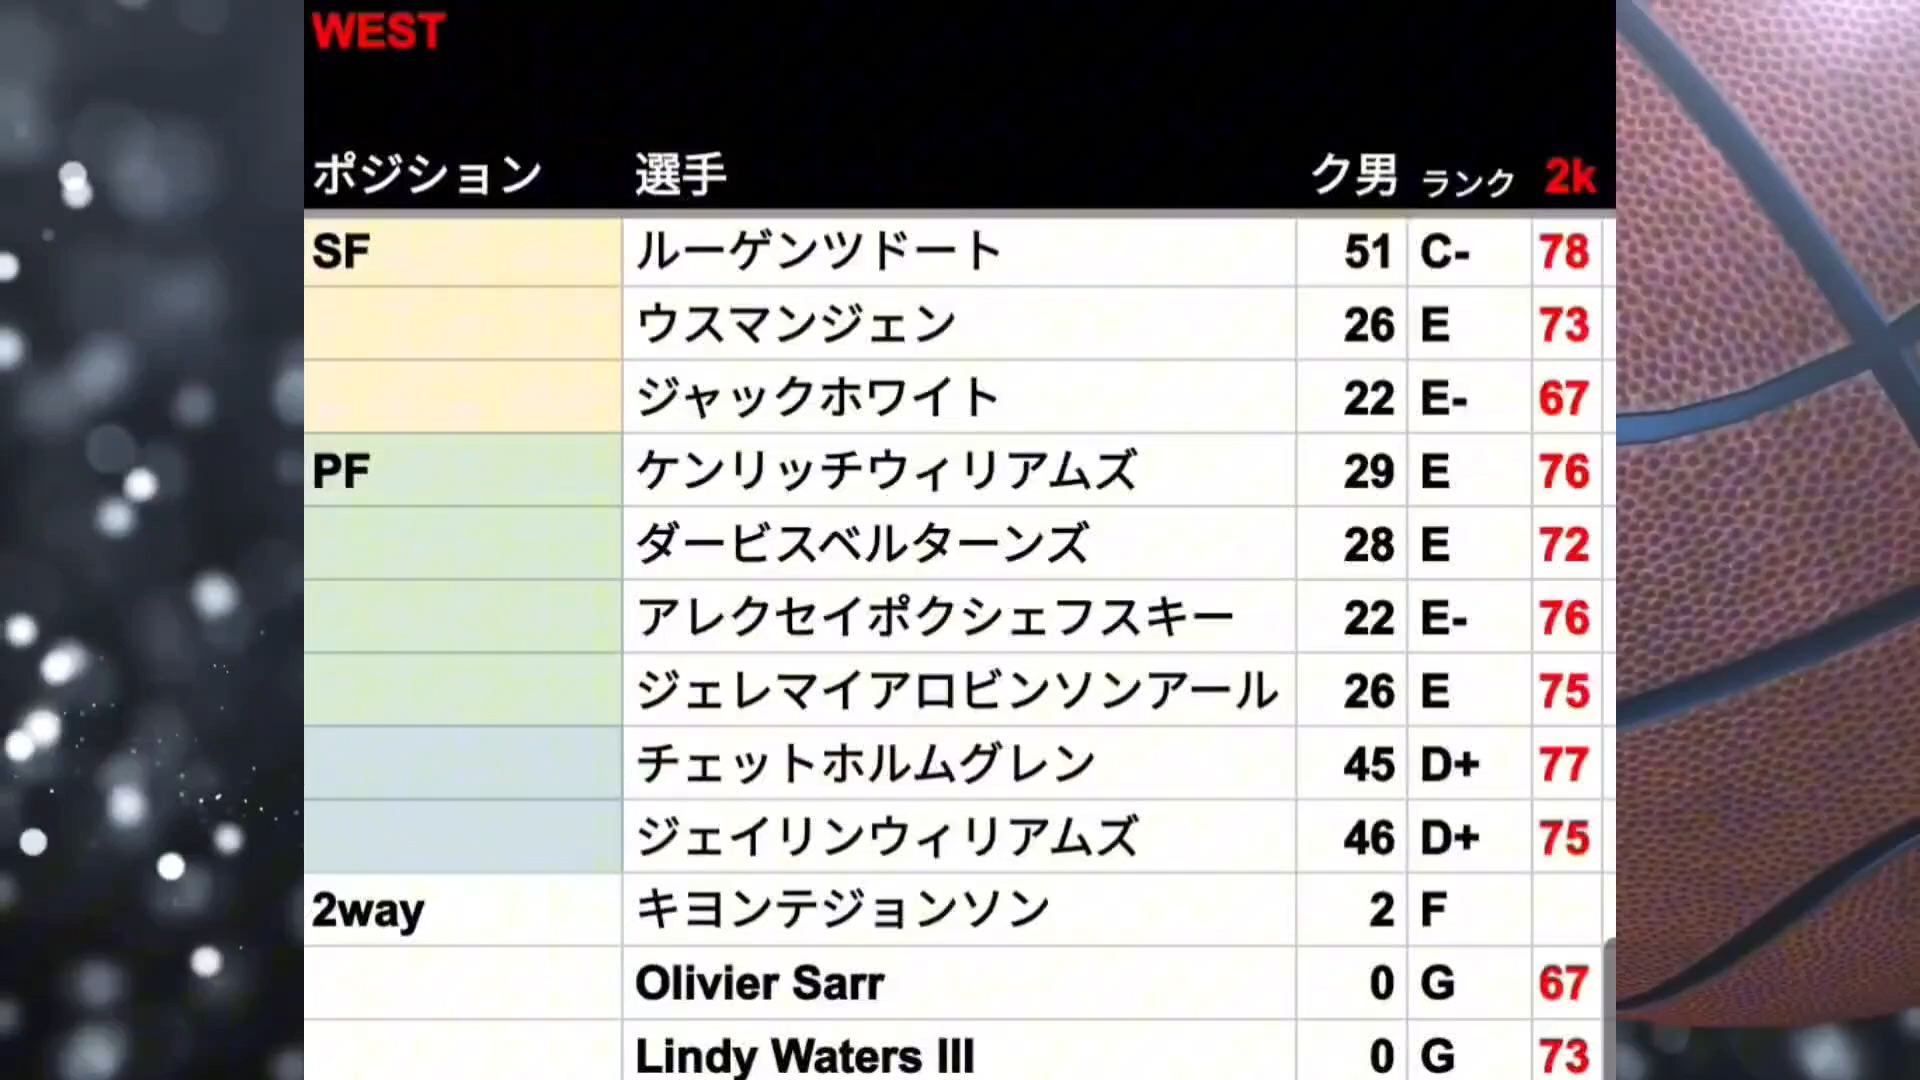 WEST
ポジション 選手 ク男 ランク 2k
SF ルーゲンツドート 51 C- 78
ウスマンジェン 26 E 73
ジャックホワイト 22 E- 67
PF ケンリッチウィリアムズ 29 E 76
ダービスベルターンズ 28 E 72
アレクセイポクシェフスキー 22 E- 76
ジェレマイアロビンソンアール 26 E 75
チェットホルムグレン 45 D+ 77
ジェイリンウィリアムズ 46 D+ 75
2way キヨンテジョンソン 2 F
Olivier Sarr 0 G 67
Lindy Waters III 0 G 73